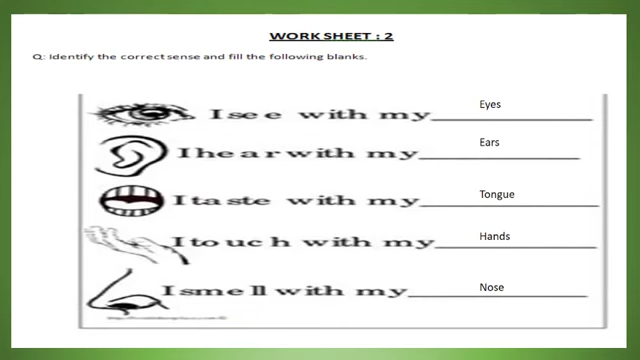 WORK SHEET : 2
Q: Identify the correct sense and fill the following blanks.
I see with my Eyes
I hear with my Ears
I taste with my Tongue
I touch with my Hands
I smell with my Nose